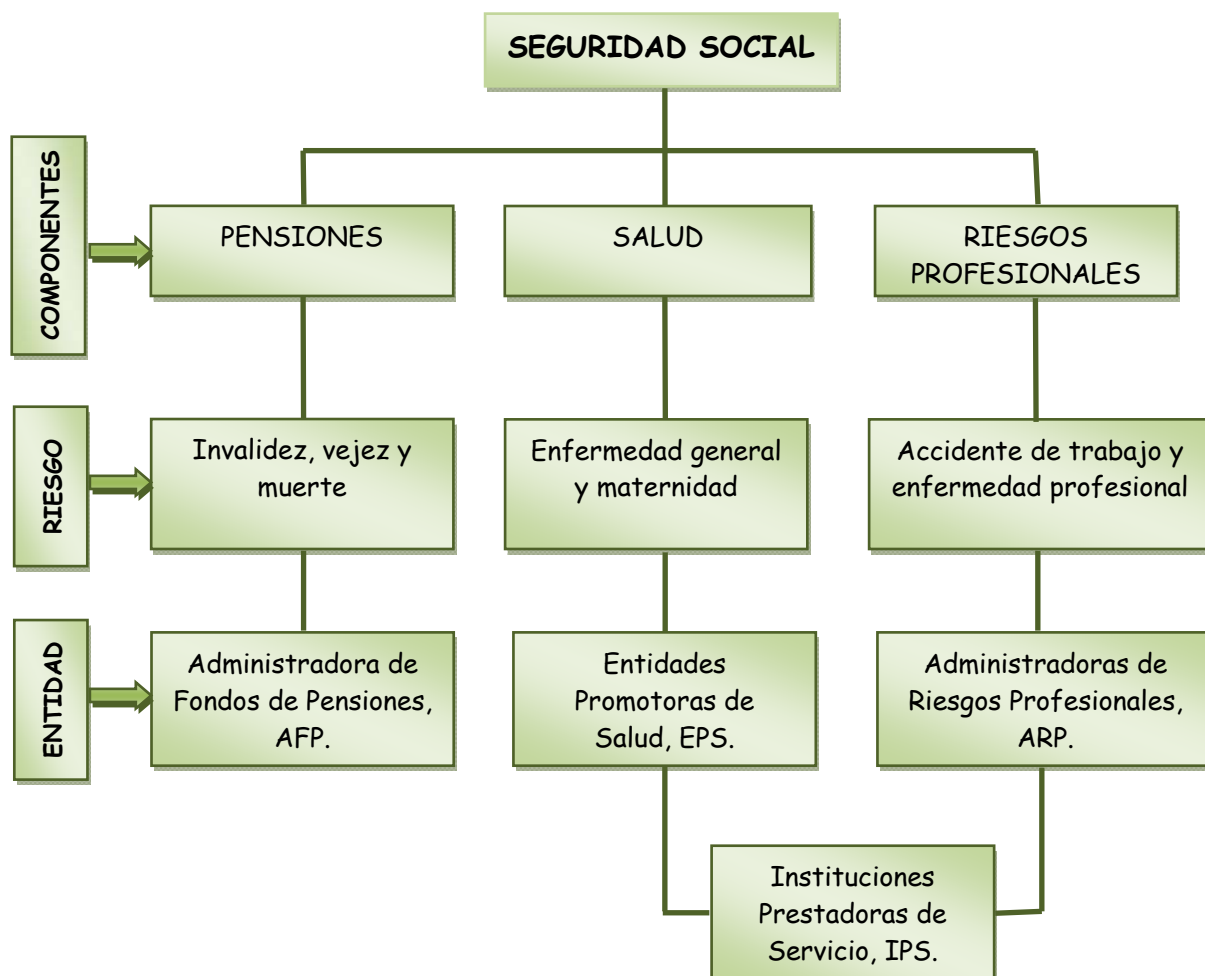 SEGURIDAD SOCIAL
COMPONENTES
PENSIONES
SALUD
RIESGOS
PROFESIONALES
RIESGO
Invalidez, vejez y
muerte
Enfermedad general
y maternidad
Accidente de trabajo y
enfermedad profesional
ENTIDAD
Administradora de
Fondos de Pensiones,
AFP.
Entidades
Promotoras de
Salud, EPS.
Administradoras de
Riesgos Profesionales,
ARP.
Instituciones
Prestadoras de
Servicio, IPS.